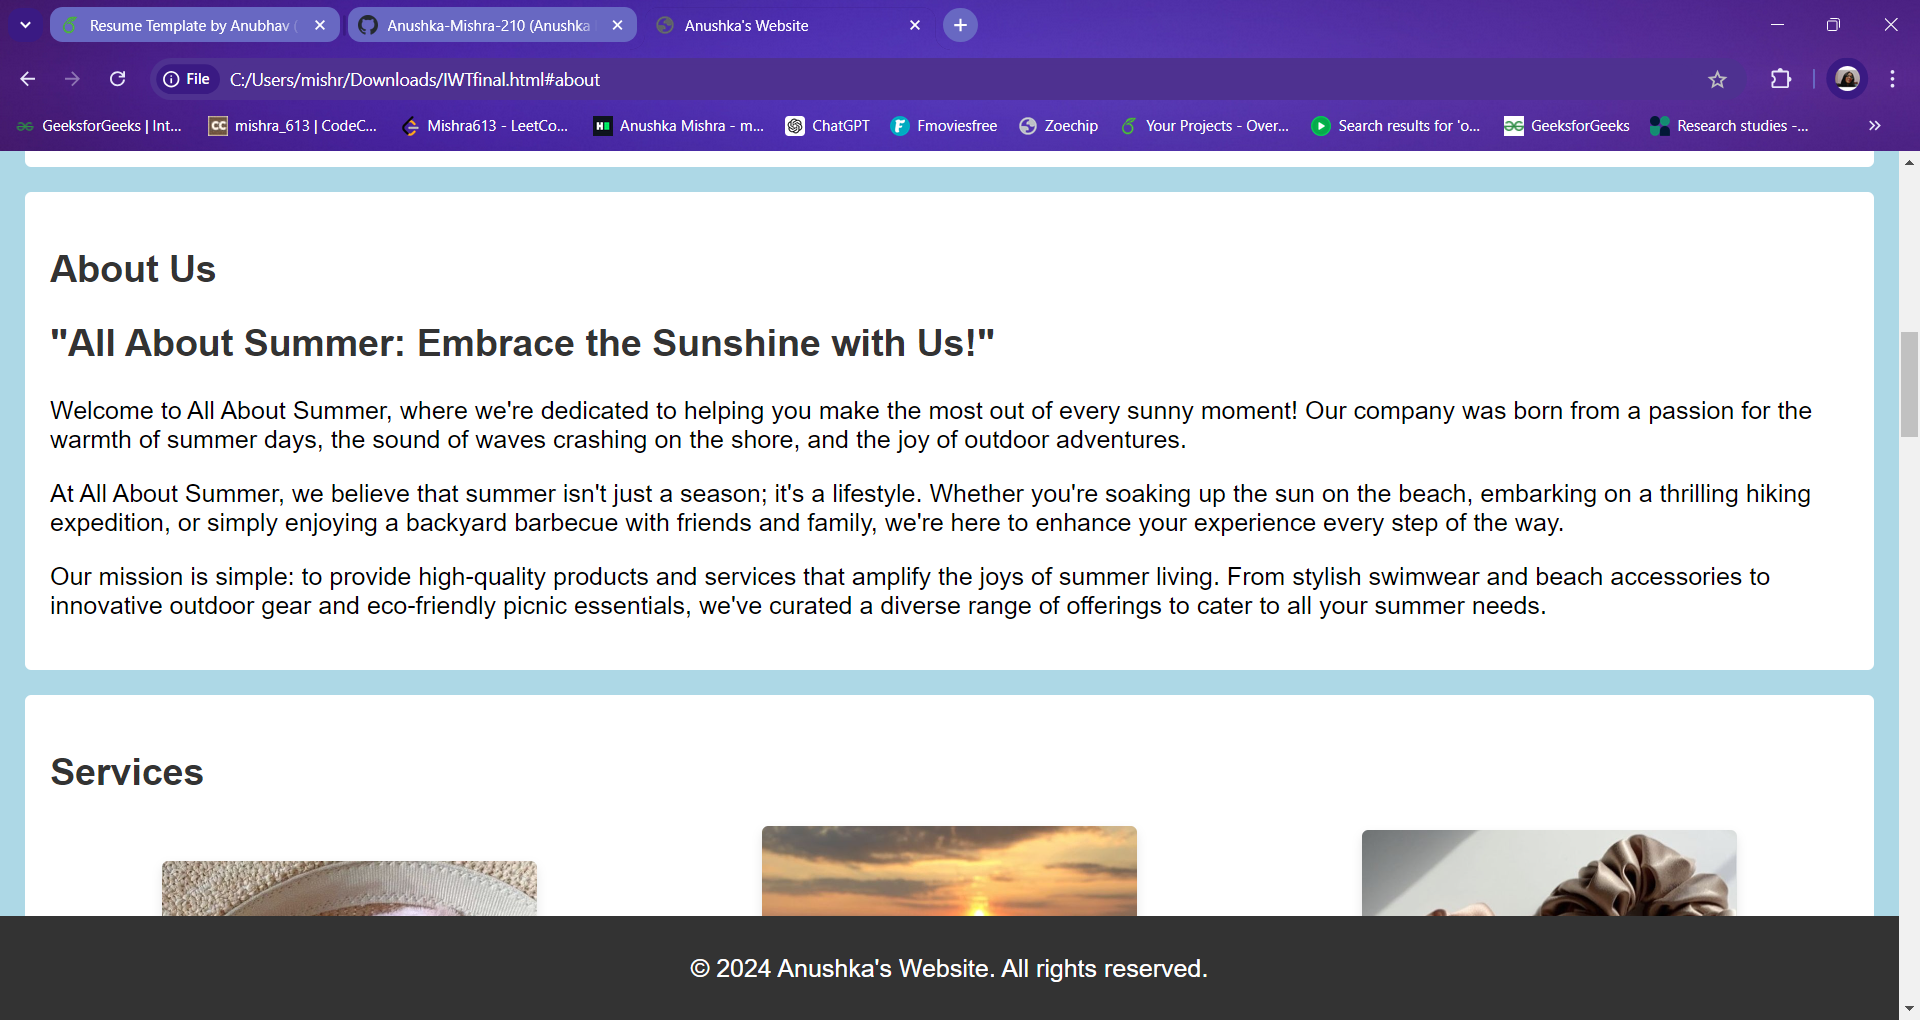 Resume Template by Anubhav (
Anushka-Mishra-210 (Anushka
Anushka's Website
File
C:/Users/mishr/Downloads/IWTfinal.html#about
GeeksforGeeks | Int...
CC
mishra_613 | CodeC...
Mishra613 - LeetCo...
H
Anushka Mishra - m...
ChatGPT
F
Fmoviesfree
Zoechip
Your Projects - Over...
Search results for 'o...
GeeksforGeeks
Research studies -...
About Us
"All About Summer: Embrace the Sunshine with Us!"
Welcome to All About Summer, where we're dedicated to helping you make the most out of every sunny moment! Our company was born from a passion for the
warmth of summer days, the sound of waves crashing on the shore, and the joy of outdoor adventures.
At All About Summer, we believe that summer isn't just a season; it's a lifestyle. Whether you're soaking up the sun on the beach, embarking on a thrilling hiking
expedition, or simply enjoying a backyard barbecue with friends and family, we're here to enhance your experience every step of the way.
Our mission is simple: to provide high-quality products and services that amplify the joys of summer living. From stylish swimwear and beach accessories to
innovative outdoor gear and eco-friendly picnic essentials, we've curated a diverse range of offerings to cater to all your summer needs.
Services
© 2024 Anushka's Website. All rights reserved.